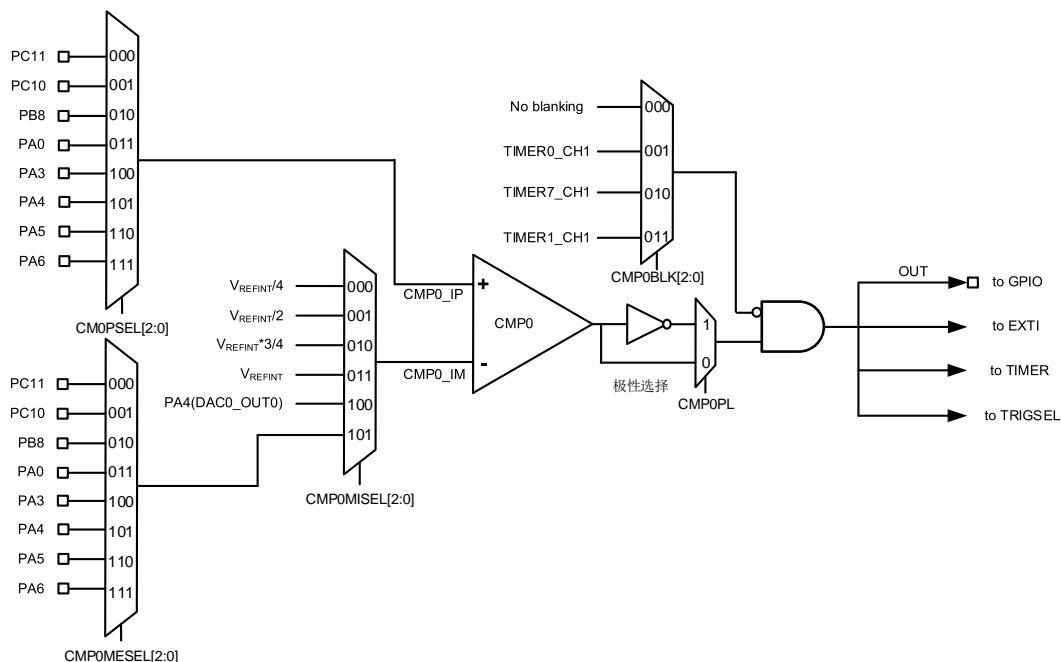 PC11
000
PC10
001
PB8
010
PA0
011
PA3
100
PA4
101
PA5
110
PA6
111
CM0PSEL[2:0]
PC11
000
PC10
001
PB8
010
PA0
011
PA3
100
PA4
101
PA5
110
PA6
111
CMP0MESEL[2:0]
VREFINT/4
000
VREFINT/2
001
VREFINT*3/4
010
VREFINT
011
PA4(DAC0_OUT0)
100
101
CMP0MISEL[2:0]
CMP0_IP
CMP0_IM
+
CMP0
-
No blanking
000
TIMER0_CH1
001
TIMER7_CH1
010
TIMER1_CH1
011
CMP0BLK[2:0]
1
0
极性选择
CMP0PL
OUT
to GPIO
to EXTI
to TIMER
to TRIGSEL